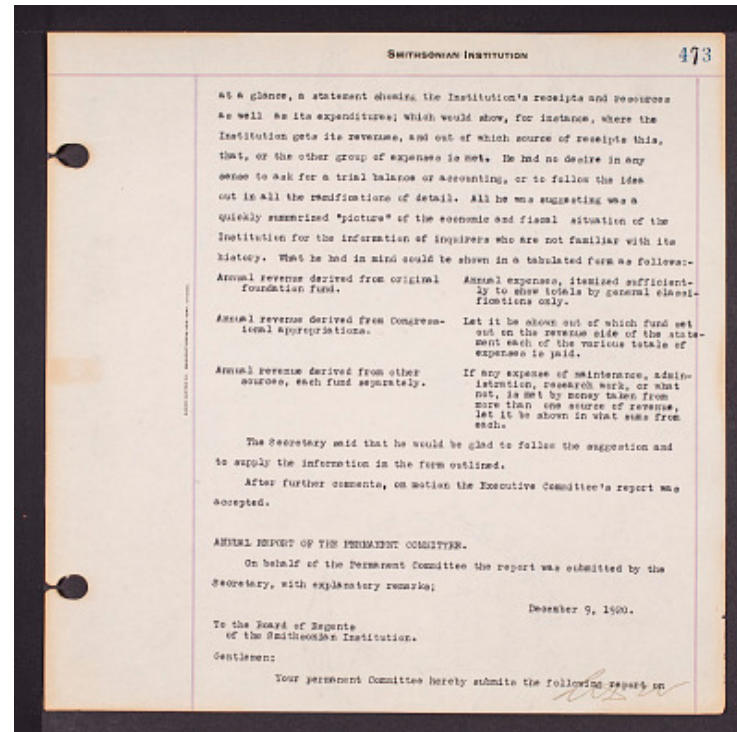 SMITHSONIAN INSTITUTION
473
at a glance, a statement showing the Institution's receipts and resources
as well as its expenditures; which would show, for instance, where the
Institution gets its revenues, and out of which source of receipts this,
that, or the other group of expenses is met. He had no desire in any
sense to ask for a trial balance or accounting, or to follow the idea
out in all the ramifications of detail. All he was suggesting was a
quickly summarized "picture" of the economic and fiscal situation of the
Institution for the information of inquirers who are not familiar with its
history. What he had in mind could be shown in a tabulated form as follows:-
Annual revenue derived from original
foundation fund.
Annual revenue derived from Congress-
ional appropriations.
Annual revenue derived from other
sources, each fund separately.
Annual expenses, itemized sufficient-
ly to show totals by general classi-
fications only.
Let it be shown out of which fund set
out on the revenue side of the state-
ment each of the various totals of
expenses is paid.
If any expense of maintenance, admin-
istration, research work, or what
not, is met by money taken from
more than one source of revenue,
let it be shown in what sums from
each.
The Secretary said that he would be glad to follow the suggestion and
to supply the information in the form outlined.
After further comments, on motion the Executive Committee's report was
accepted.
ANNUAL REPORT OF THE PERMANENT COMMITTEE.
On behalf of the Permanent Committee the report was submitted by the
Secretary, with explanatory remarks;
December 9, 1920.
To the Board of Regents
of the Smithsonian Institution.
Gentlemen:
Your permanent Committee hereby submits the following report on